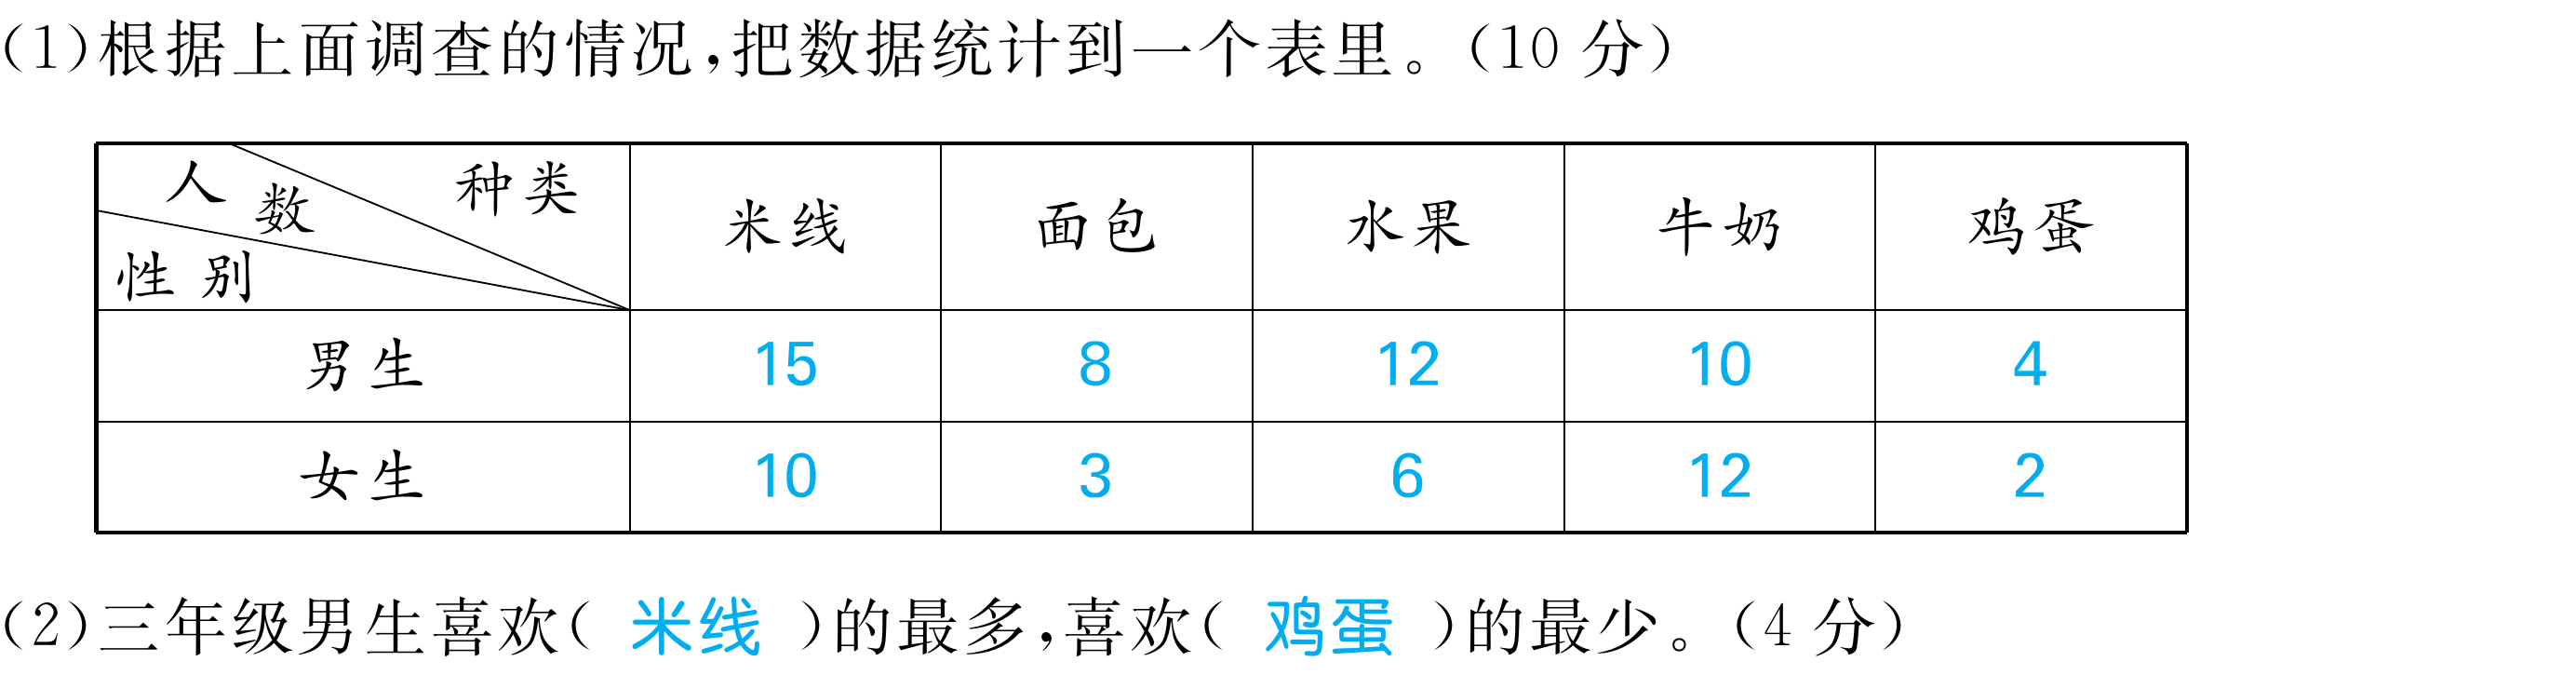 (1)根据上面调查的情况,把数据统计到一个表里。(10 分)
人数 种类 米线 面包 水果 牛奶 鸡蛋
性别
男生 15 8 12 10 4
女生 10 3 6 12 2
(2)三年级男生喜欢( 米线 )的最多,喜欢( 鸡蛋 )的最少。(4 分)